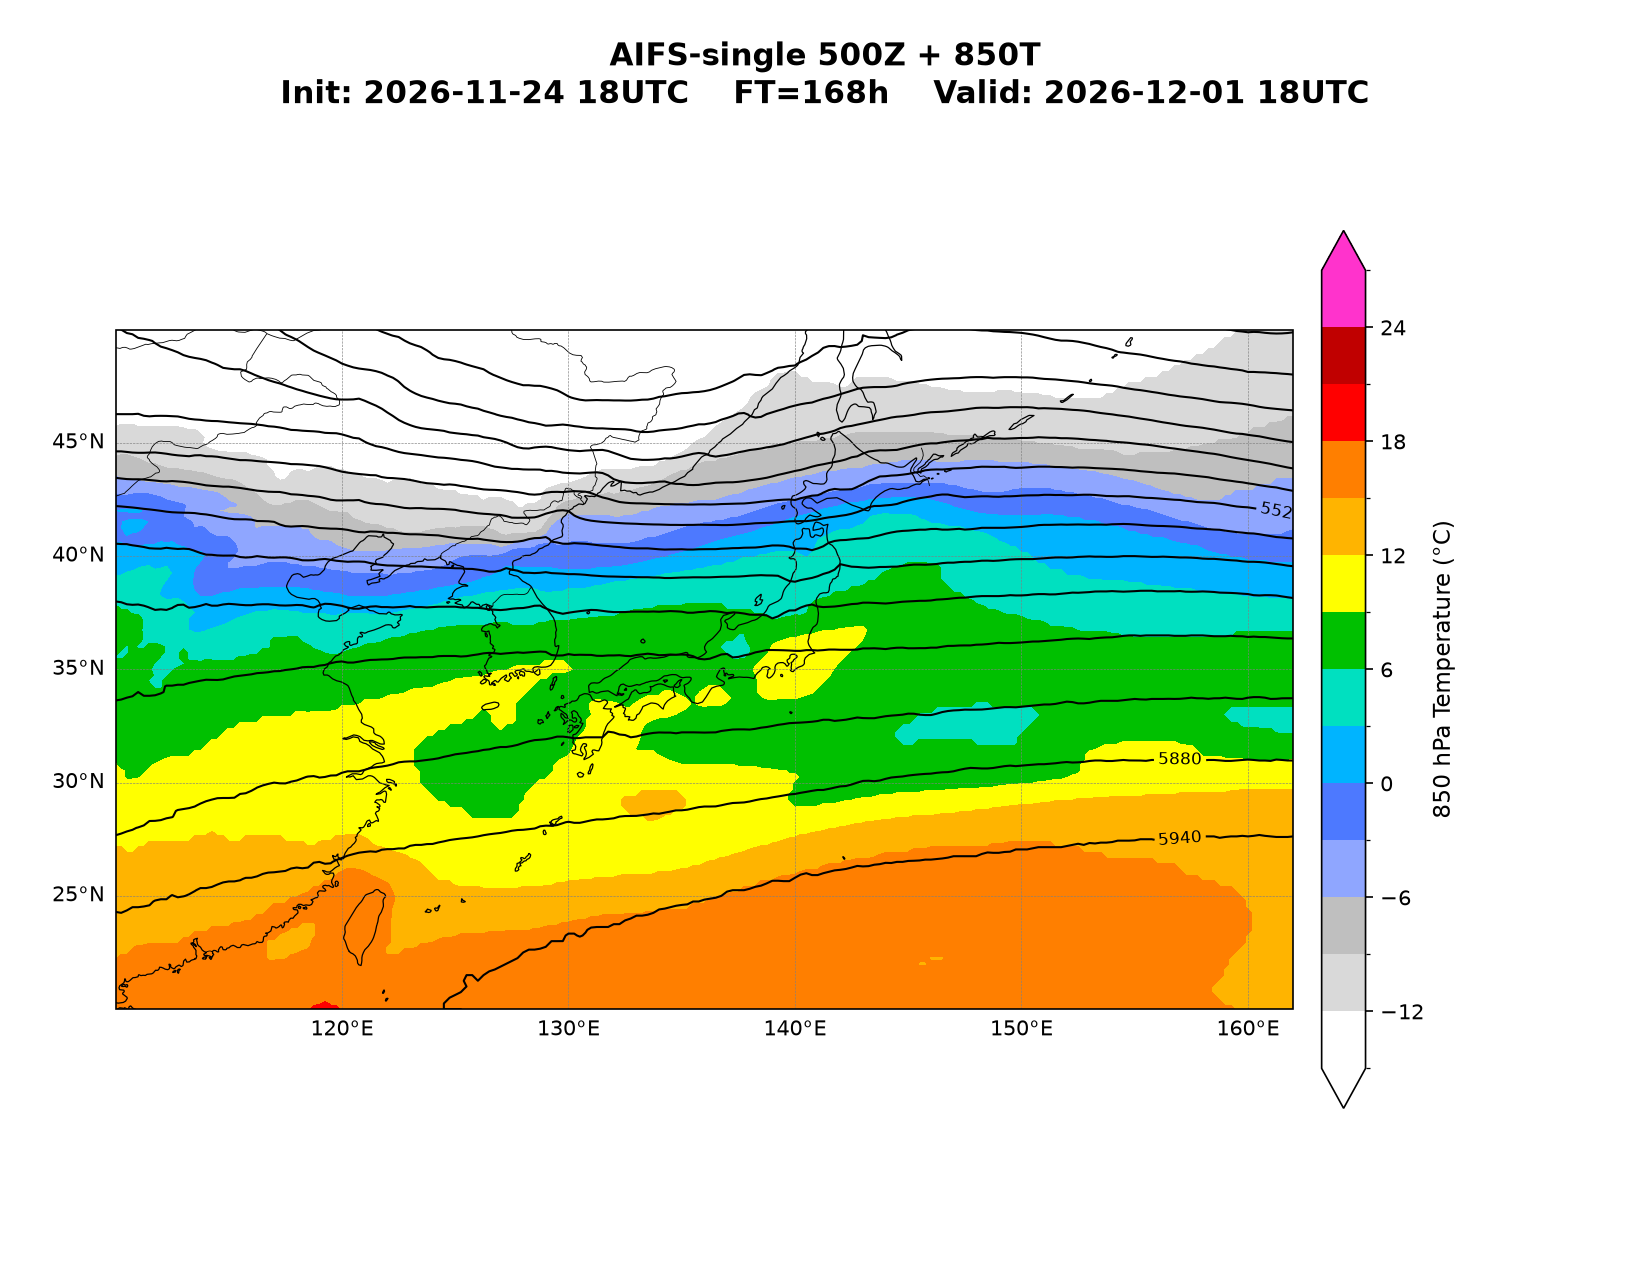 AIFS-single 500Z + 850T
Init: 2026-11-24 18UTC    FT=168h    Valid: 2026-12-01 18UTC
24
45°N
18
552
40°N
12
35°N
6
30°N
5880
0
850 hPa Temperature (°C)
5940
25°N
−6
−12
120°E
130°E
140°E
150°E
160°E